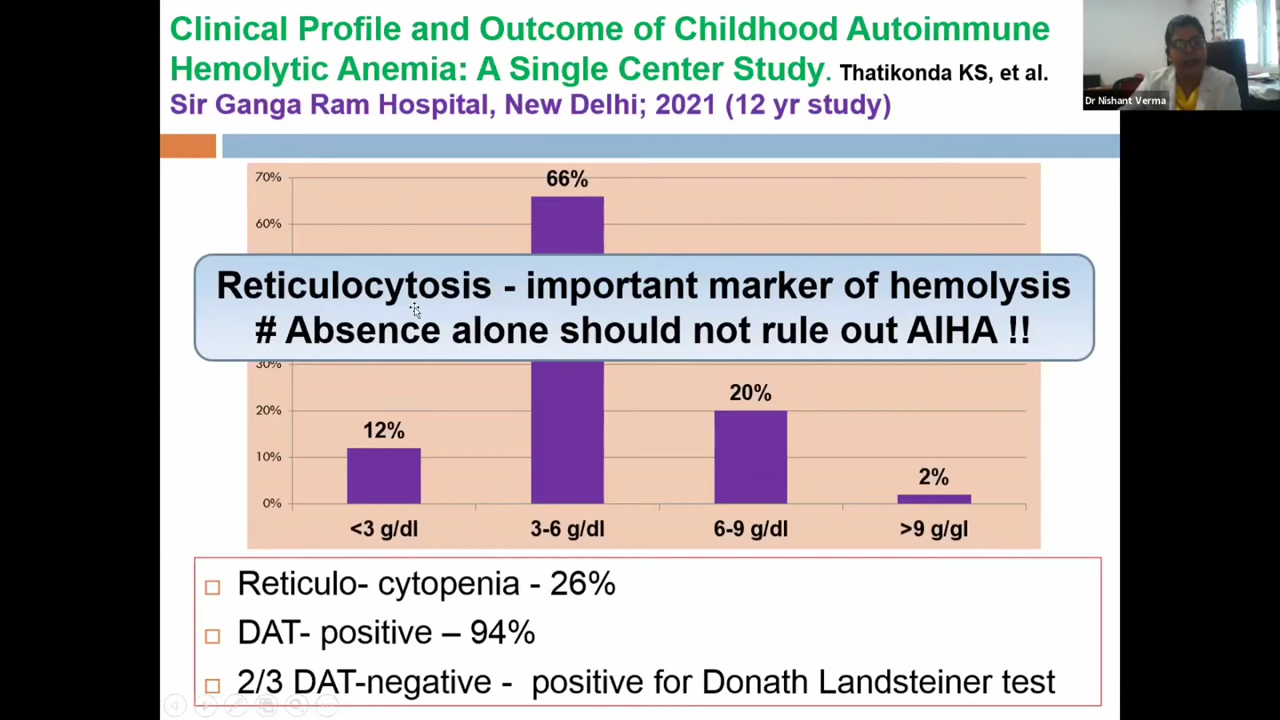 Clinical Profile and Outcome of Childhood Autoimmune
Hemolytic Anemia: A Single Center Study. Thatikonda KS, et al.
Sir Ganga Ram Hospital, New Delhi; 2021 (12 yr study)
Dr Nishant Verma
70%
66%
60%
Reticulocytosis - important marker of hemolysis
# Absence alone should not rule out AIHA !!
30%
20%
20%
12%
10%
2%
0%
<3 g/dl 3-6 g/dl 6-9 g/dl >9 g/gl
Reticulo- cytopenia - 26%
DAT- positive – 94%
2/3 DAT-negative - positive for Donath Landsteiner test